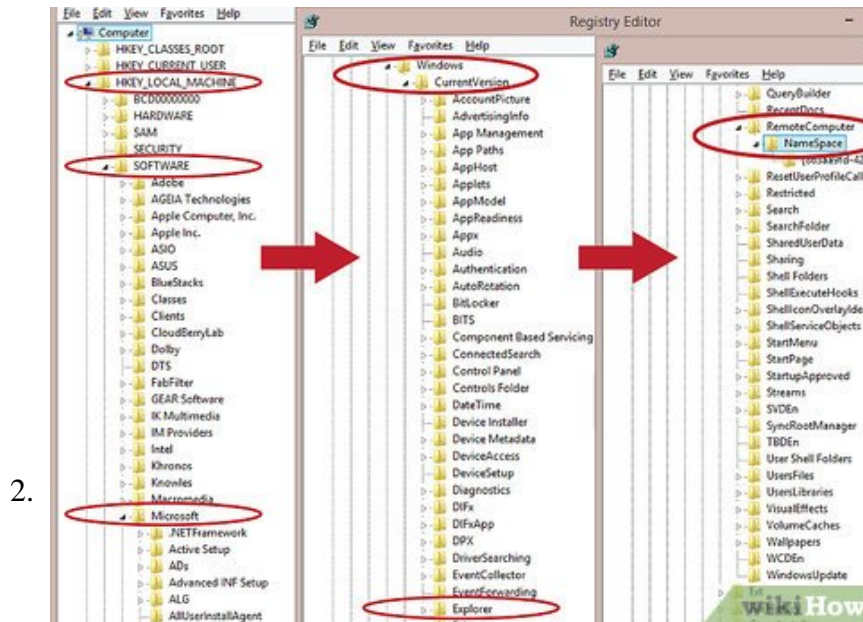 2.
File Edit View Favorites Help
Computer
HKEY_CLASSES_ROOT
HKEY_CURRENT_USER
HKEY_LOCAL_MACHINE
BCD00000000
HARDWARE
SAM
SECURITY
SOFTWARE
Adobe
AGEIA Technologies
Apple Computer, Inc.
Apple Inc.
ASIO
ASUS
BlueStacks
Classes
Clients
CloudBerryLab
Dolby
DTS
FabFilter
GEAR Software
IK Multimedia
IM Providers
Intel
Khronos
Knowles
Macromedia
Microsoft
.NETFramework
Active Setup
ADs
Advanced INF Setup
ALG
AllUserInstallAgent
Registry Editor
File Edit View Favorites Help
Windows
CurrentVersion
AccountPicture
AdvertisingInfo
App Management
App Paths
AppHost
Applets
AppModel
AppReadiness
Appx
Audio
Authentication
AutoRotation
BitLocker
BITS
Component Based Servicing
ConnectedSearch
Control Panel
Controls Folder
DateTime
Device Installer
Device Metadata
DeviceAccess
DeviceSetup
Diagnostics
DIFx
DIFxApp
DPX
DriverSearching
EventCollector
EventForwarding
Explorer
File Edit View Favorites Help
QueryBuilder
RecentDocs
RemoteComputer
NameSpace
ResetUserProfileCall
Restricted
Search
SearchFolder
SharedUserData
Sharing
Shell Folders
ShellExecuteHooks
ShellIconOverlayIde
ShellServiceObjects
StartMenu
StartPage
StartupApproved
Streams
SVDEn
SyncRootManager
TBDEn
User Shell Folders
UsersFiles
UsersLibraries
VisualEffects
VolumeCaches
Wallpapers
WCDEn
WindowsUpdate
Ext
wikiHow